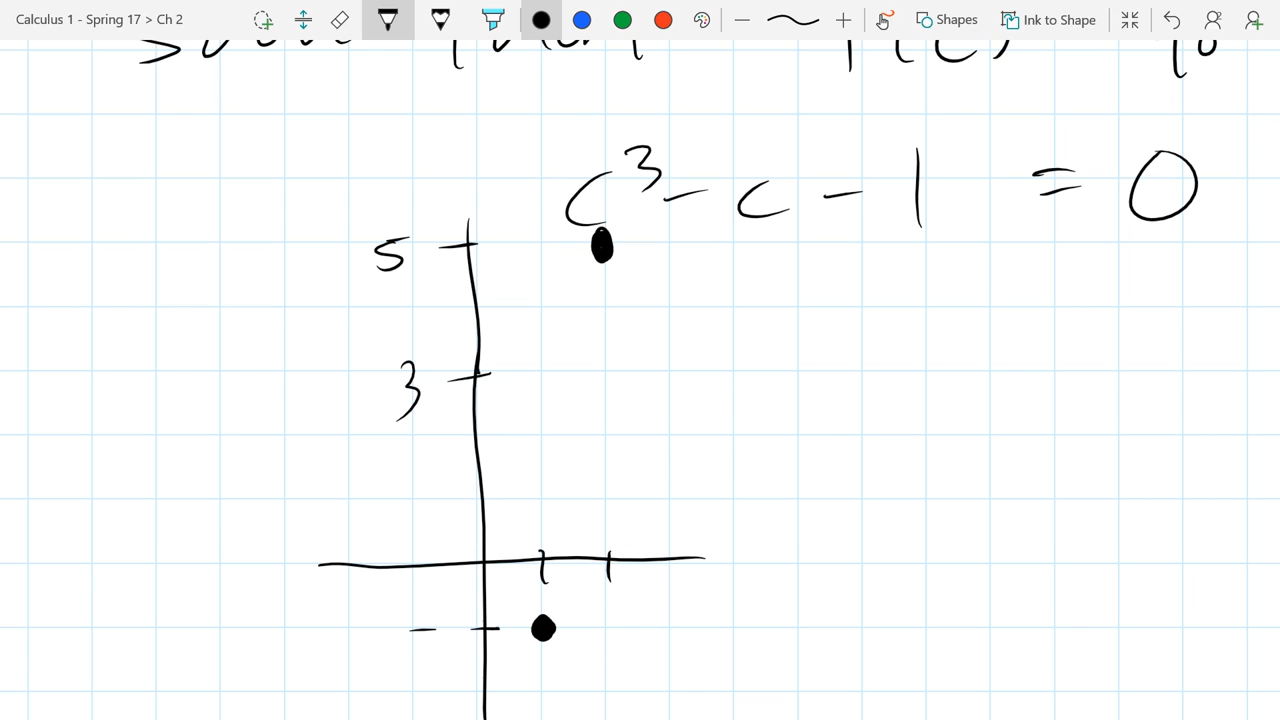 Calculus 1 - Spring 17 > Ch 2
Shapes
Ink to Shape
c³ - c - 1 = 0
5
3
-